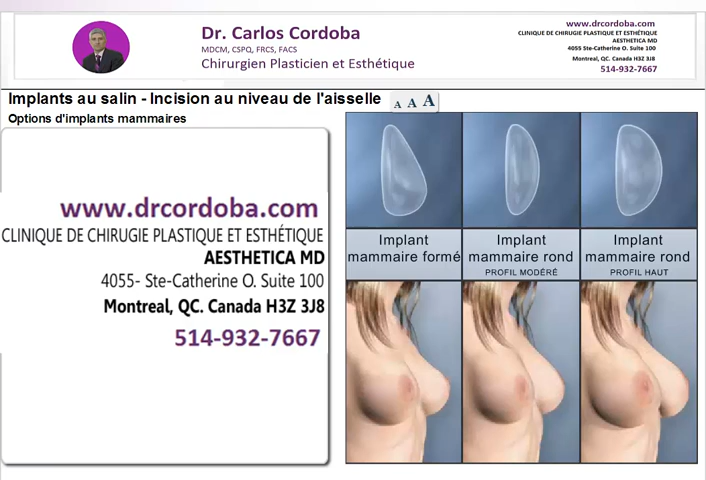 Dr. Carlos Cordoba
MDCM, CSPQ, FRCS, FACS
Chirurgien Plasticien et Esthétique
www.drcordoba.com
CLINIQUE DE CHIRURGIE PLASTIQUE ET ESTHÉTIQUE
AESTHETICA MD
4055 Ste-Catherine O. Suite 100
Montreal, QC. Canada H3Z 3J8
514-932-7667
Implants au salin - Incision au niveau de l'aisselle
A A A
Options d'implants mammaires
www.drcordoba.com
CLINIQUE DE CHIRUGIE PLASTIQUE ET ESTHÉTIQUE
AESTHETICA MD
4055- Ste-Catherine O. Suite 100
Montreal, QC. Canada H3Z 3J8
514-932-7667
Implant
mammaire formé
Implant
mammaire rond
PROFIL MODÉRÉ
Implant
mammaire rond
PROFIL HAUT